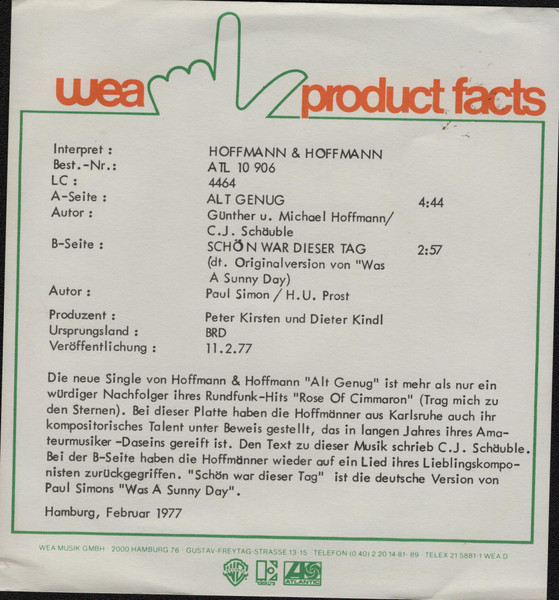 wea product facts
Interpret : HOFFMANN & HOFFMANN
Best.-Nr.: ATL 10 906
LC : 4464
A-Seite : ALT GENUG 4:44
Autor : Günther u. Michael Hoffmann/
C.J. Schäuble
B-Seite : SCHÖN WAR DIESER TAG 2:57
(dt. Originalversion von "Was
A Sunny Day)
Autor : Paul Simon / H.U. Prost
Produzent : Peter Kirsten und Dieter Kindl
Ursprungsland : BRD
Veröffentlichung : 11.2.77
Die neue Single von Hoffmann & Hoffmann "Alt Genug" ist mehr als nur ein
würdiger Nachfolger ihres Rundfunk-Hits "Rose Of Cimmaron" (Trag mich zu
den Sternen). Bei dieser Platte haben die Hoffmänner aus Karlsruhe auch ihr
kompositorisches Talent unter Beweis gestellt, das in langen Jahres ihres Ama-
teurmusiker-Daseins gereift ist. Den Text zu dieser Musik schrieb C.J. Schäuble.
Bei der B-Seite haben die Hoffmänner wieder auf ein Lied ihres Lieblingskompo-
nisten zurückgegriffen. "Schön war dieser Tag" ist die deutsche Version von
Paul Simons "Was A Sunny Day".
Hamburg, Februar 1977
WEA MUSIK GMBH · 2000 HAMBURG 76 · GUSTAV-FREYTAG-STRASSE 13-15 · TELEFON (0 40) 2 20 14 81-89 · TELEX 21 5881-1 WEA D
ATLANTIC